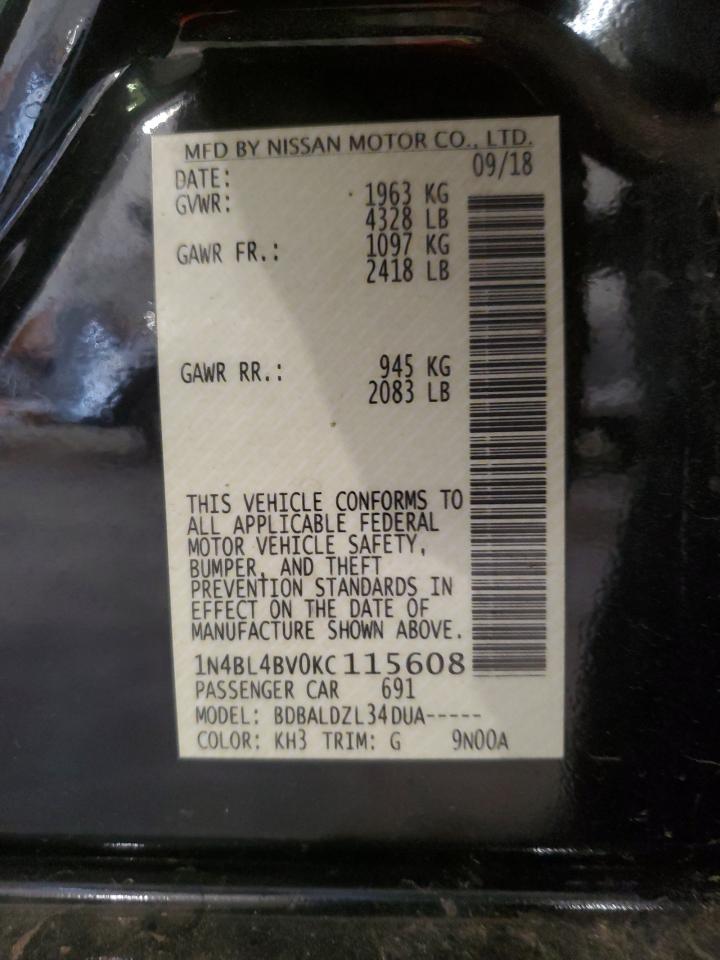 MFD BY NISSAN MOTOR CO., LTD.
DATE: 09/18
GVWR: 1963 KG
4328 LB
GAWR FR.: 1097 KG
2418 LB
GAWR RR.: 945 KG
2083 LB
THIS VEHICLE CONFORMS TO
ALL APPLICABLE FEDERAL
MOTOR VEHICLE SAFETY,
BUMPER, AND THEFT
PREVENTION STANDARDS IN
EFFECT ON THE DATE OF
MANUFACTURE SHOWN ABOVE.
1N4BL4BV0KC115608
PASSENGER CAR 691
MODEL: BDBALDZL34DUA-----
COLOR: KH3 TRIM: G 9N00A